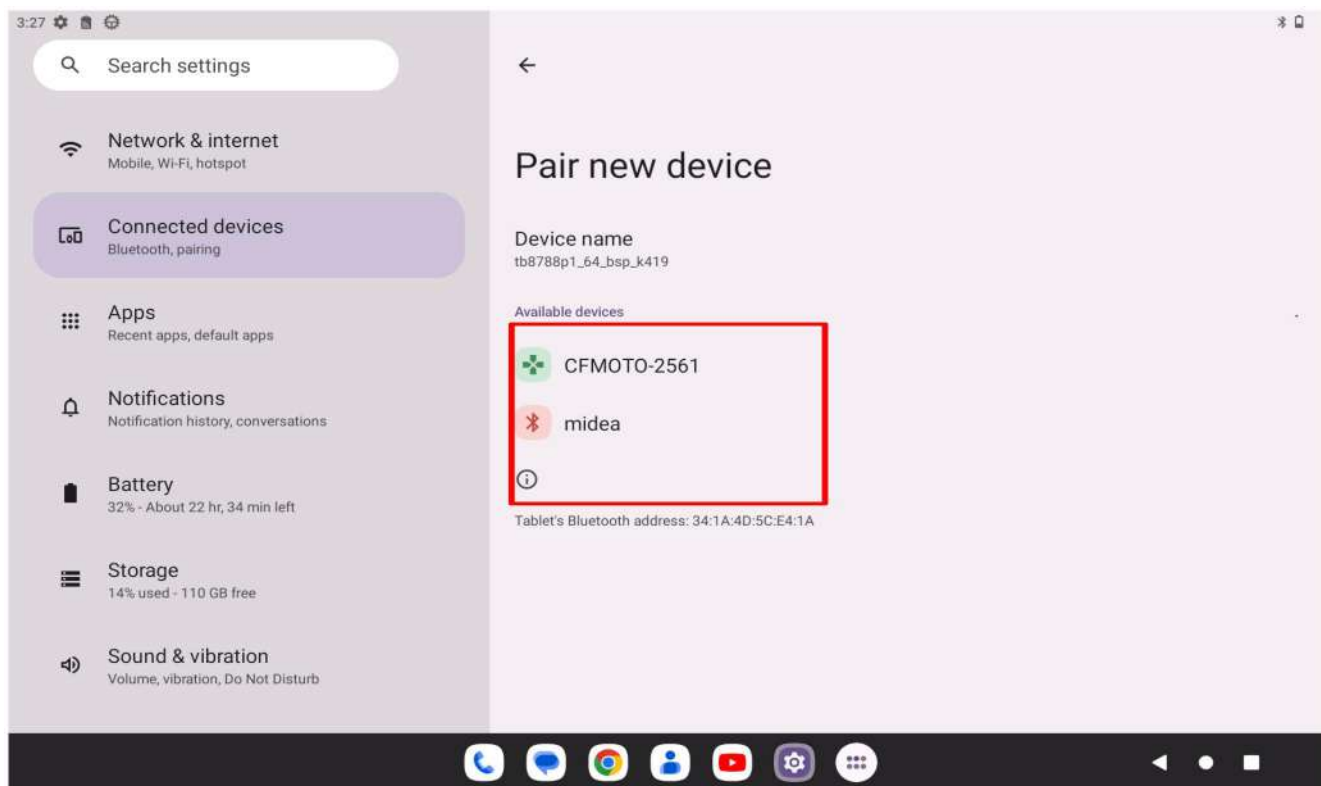 3:27
Search settings
Network & internet
Mobile, Wi-Fi, hotspot
Connected devices
Bluetooth, pairing
Apps
Recent apps, default apps
Notifications
Notification history, conversations
Battery
32% - About 22 hr, 34 min left
Storage
14% used - 110 GB free
Sound & vibration
Volume, vibration, Do Not Disturb
Pair new device
Device name
tb8788p1_64_bsp_k419
Available devices
CFMOTO-2561
midea
Tablet's Bluetooth address: 34:1A:4D:5C:E4:1A